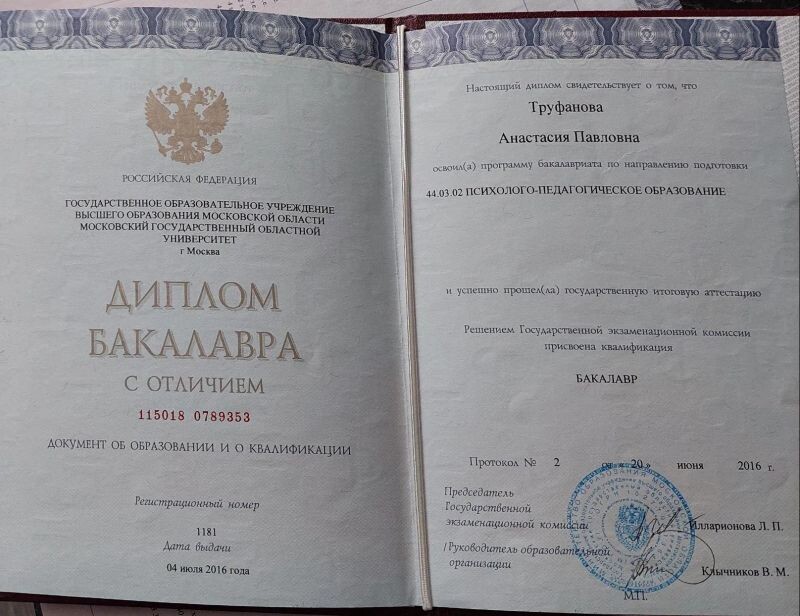 РОССИЙСКАЯ ФЕДЕРАЦИЯ
ГОСУДАРСТВЕННОЕ ОБРАЗОВАТЕЛЬНОЕ УЧРЕЖДЕНИЕ
ВЫСШЕГО ОБРАЗОВАНИЯ МОСКОВСКОЙ ОБЛАСТИ
МОСКОВСКИЙ ГОСУДАРСТВЕННЫЙ ОБЛАСТНОЙ
УНИВЕРСИТЕТ
г Москва
ДИПЛОМ
БАКАЛАВРА
С ОТЛИЧИЕМ
115018 0789353
ДОКУМЕНТ ОБ ОБРАЗОВАНИИ И О КВАЛИФИКАЦИИ
Регистрационный номер
1181
Дата выдачи
04 июля 2016 года
Настоящий диплом свидетельствует о том, что
Труфанова
Анастасия Павловна
освоил(а) программу бакалавриата по направлению подготовки
44.03.02 ПСИХОЛОГО-ПЕДАГОГИЧЕСКОЕ ОБРАЗОВАНИЕ
и успешно прошел(ла) государственную итоговую аттестацию
Решением Государственной экзаменационной комиссии
присвоена квалификация
БАКАЛАВР
Протокол № 2 от « 20 » июня 2016 г.
Председатель
Государственной
экзаменационной комиссии Илларионова Л. П.
/Руководитель образовательной
организации Клычников В. М.
М.П.